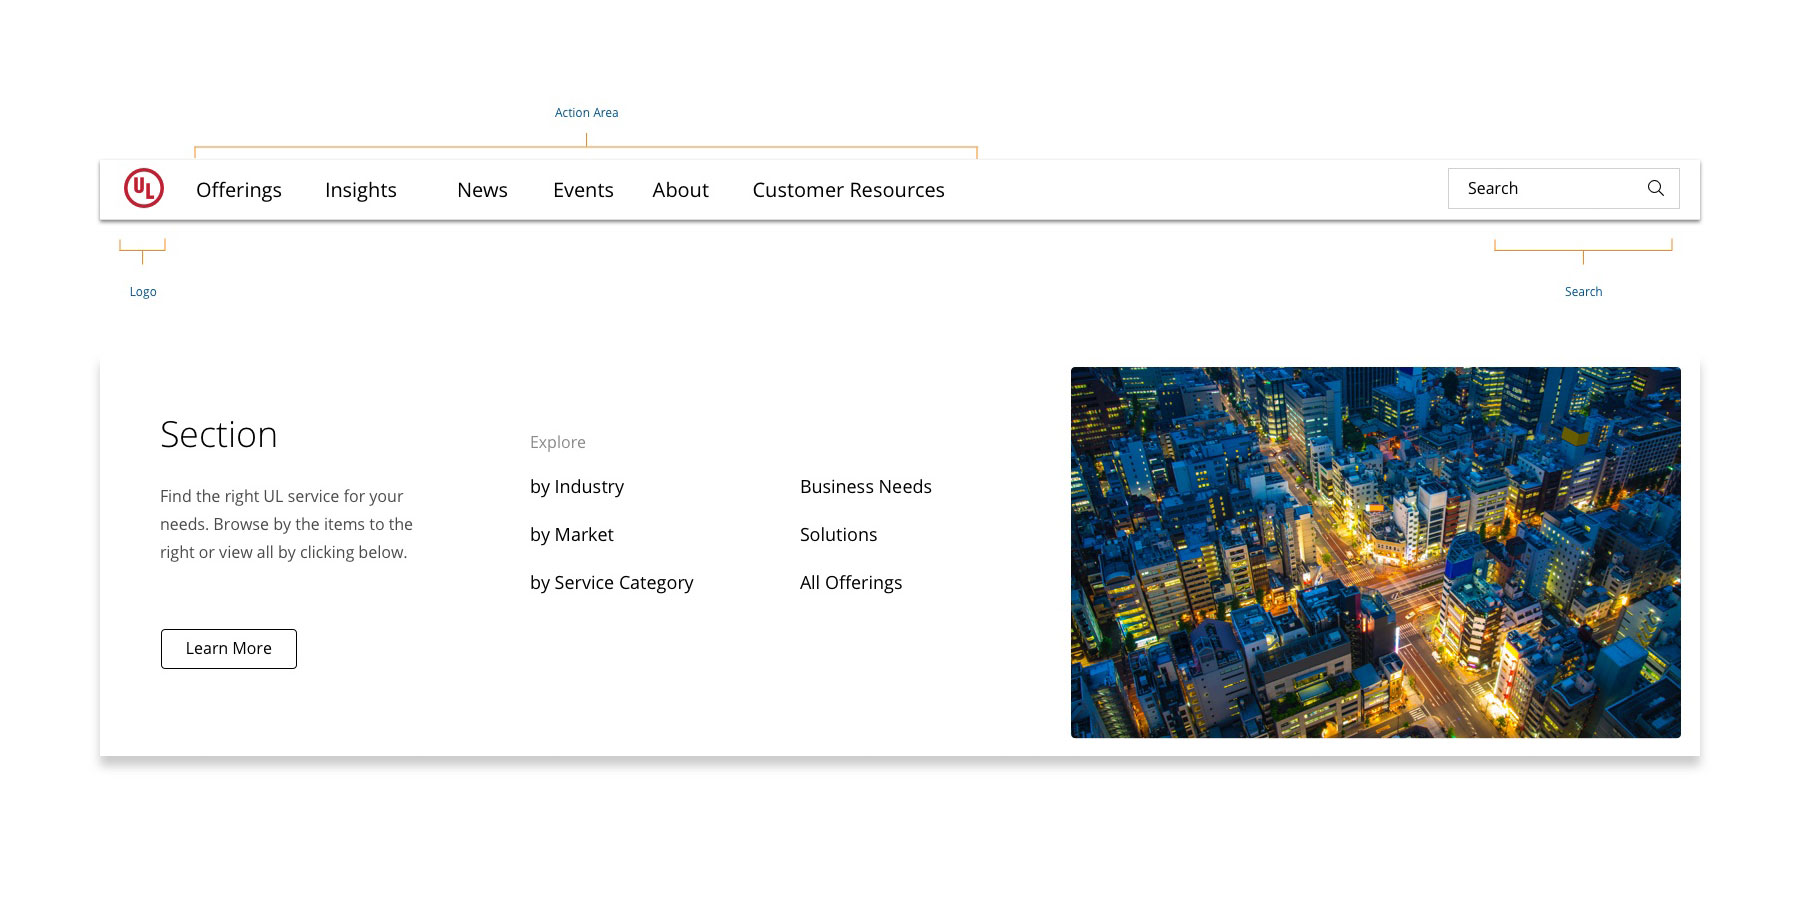 Action Area
UL
Offerings
Insights
News
Events
About
Customer Resources
Search
Logo
Search
Section
Find the right UL service for your
needs. Browse by the items to the
right or view all by clicking below.
Learn More
Explore
by Industry
by Market
by Service Category
Business Needs
Solutions
All Offerings